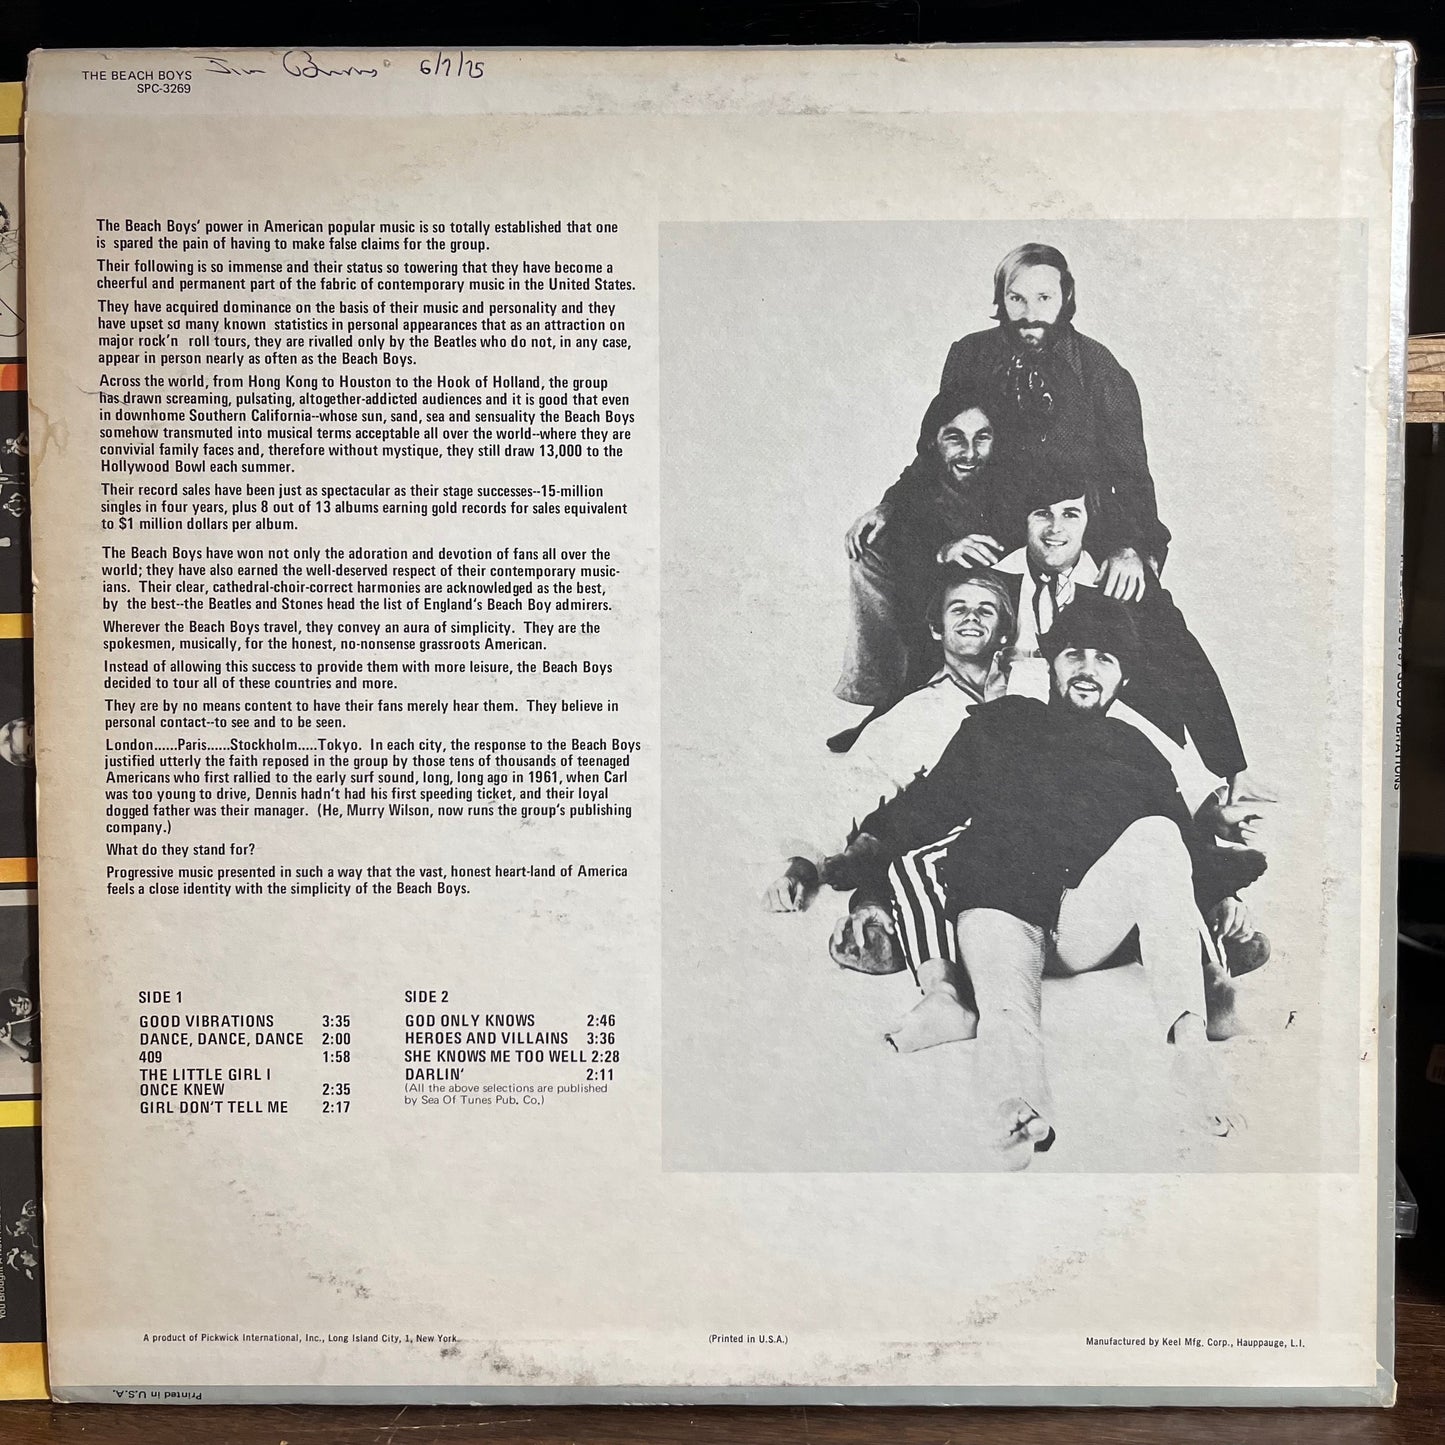 THE BEACH BOYS Jim Burns 6/7/75
SPC-3269
The Beach Boys' power in American popular music is so totally established that one
is spared the pain of having to make false claims for the group.
Their following is so immense and their status so towering that they have become a
cheerful and permanent part of the fabric of contemporary music in the United States.
They have acquired dominance on the basis of their music and personality and they
have upset so many known statistics in personal appearances that as an attraction on
major rock'n roll tours, they are rivalled only by the Beatles who do not, in any case,
appear in person nearly as often as the Beach Boys.
Across the world, from Hong Kong to Houston to the Hook of Holland, the group
has drawn screaming, pulsating, altogether-addicted audiences and it is good that even
in downhome Southern California--whose sun, sand, sea and sensuality the Beach Boys
somehow transmuted into musical terms acceptable all over the world--where they are
convivial family faces and, therefore without mystique, they still draw 13,000 to the
Hollywood Bowl each summer.
Their record sales have been just as spectacular as their stage successes--15-million
singles in four years, plus 8 out of 13 albums earning gold records for sales equivalent
to $1 million dollars per album.
The Beach Boys have won not only the adoration and devotion of fans all over the
world; they have also earned the well-deserved respect of their contemporary music-
ians. Their clear, cathedral-choir-correct harmonies are acknowledged as the best,
by the best--the Beatles and Stones head the list of England's Beach Boy admirers.
Wherever the Beach Boys travel, they convey an aura of simplicity. They are the
spokesmen, musically, for the honest, no-nonsense grassroots American.
Instead of allowing this success to provide them with more leisure, the Beach Boys
decided to tour all of these countries and more.
They are by no means content to have their fans merely hear them. They believe in
personal contact--to see and to be seen.
London......Paris......Stockholm.....Tokyo. In each city, the response to the Beach Boys
justified utterly the faith reposed in the group by those tens of thousands of teenaged
Americans who first rallied to the early surf sound, long, long ago in 1961, when Carl
was too young to drive, Dennis hadn't had his first speeding ticket, and their loyal
dogged father was their manager. (He, Murry Wilson, now runs the group's publishing
company.)
What do they stand for?
Progressive music presented in such a way that the vast, honest heart-land of America
feels a close identity with the simplicity of the Beach Boys.
SIDE 1
GOOD VIBRATIONS 3:35
DANCE, DANCE, DANCE 2:00
409 1:58
THE LITTLE GIRL I
ONCE KNEW 2:35
GIRL DON'T TELL ME 2:17
SIDE 2
GOD ONLY KNOWS 2:46
HEROES AND VILLAINS 3:36
SHE KNOWS ME TOO WELL 2:28
DARLIN' 2:11
(All the above selections are published
by Sea Of Tunes Pub. Co.)
A product of Pickwick International, Inc., Long Island City, 1, New York.
(Printed in U.S.A.)
Manufactured by Keel Mfg. Corp., Hauppauge, L.I.
Printed in U.S.A.
GOOD VIBRATIONS